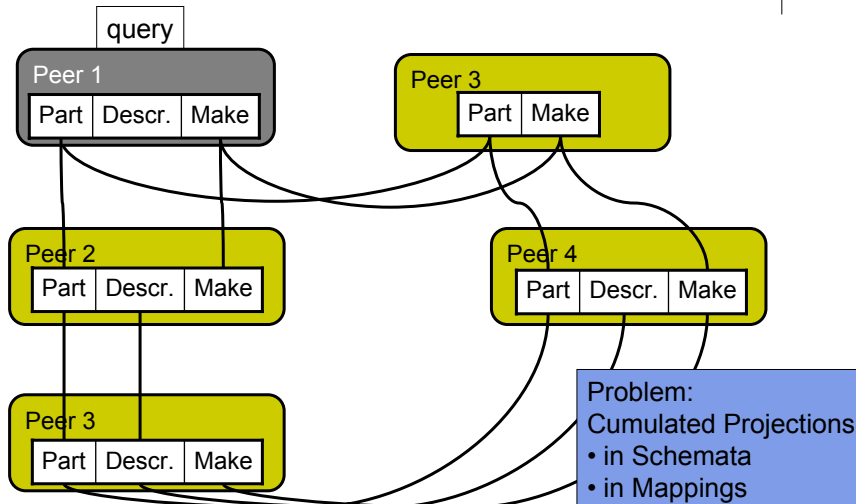 query
Peer 1
Part Descr. Make
Peer 3
Part Make
Peer 2
Part Descr. Make
Peer 4
Part Descr. Make
Peer 3
Part Descr. Make
Problem:
Cumulated Projections
• in Schemata
• in Mappings